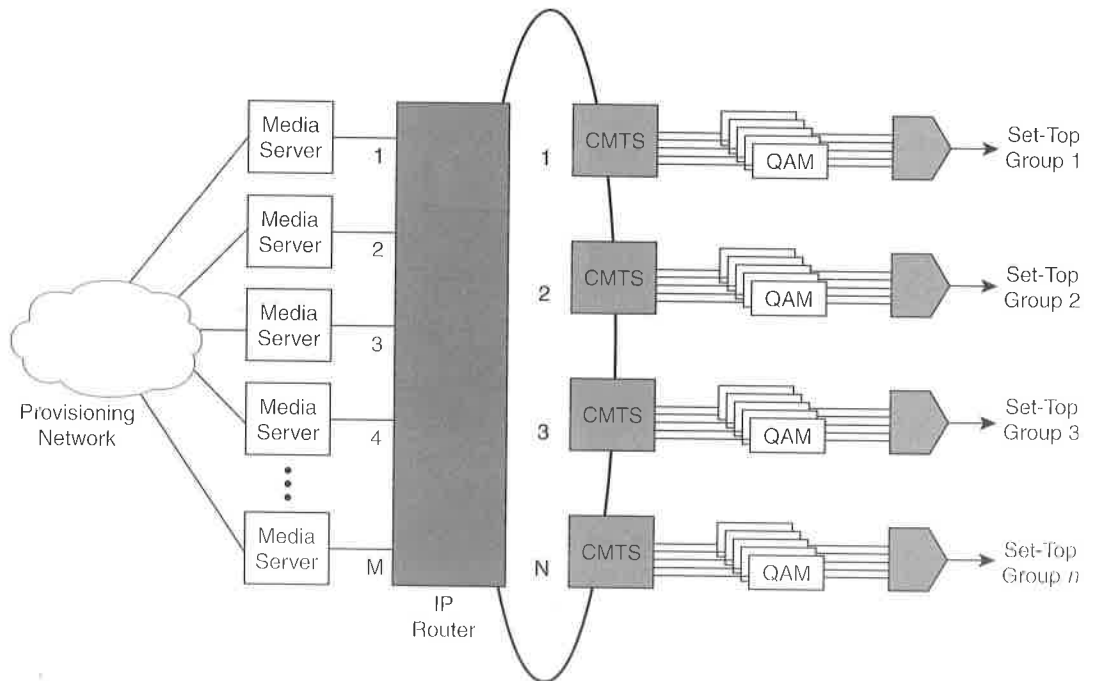 Media
Server
1
Media
Server
2
Media
Server
3
Media
Server
4
Media
Server
M
Provisioning
Network
IP
Router
1
CMTS
QAM
Set-Top
Group 1
2
CMTS
QAM
Set-Top
Group 2
3
CMTS
QAM
Set-Top
Group 3
N
CMTS
QAM
Set-Top
Group n